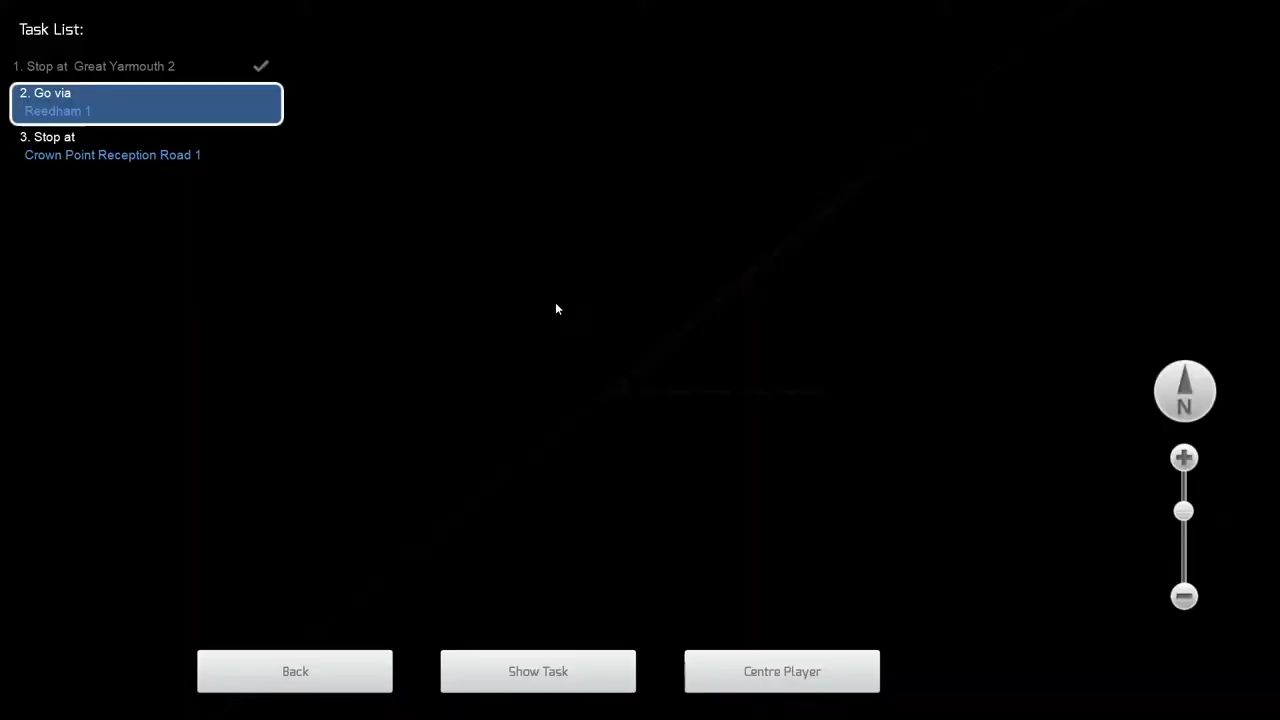 Task List:
1. Stop at  Great Yarmouth 2
2. Go via
Reedham 1
3. Stop at
Crown Point Reception Road 1
N
Back
Show Task
Centre Player